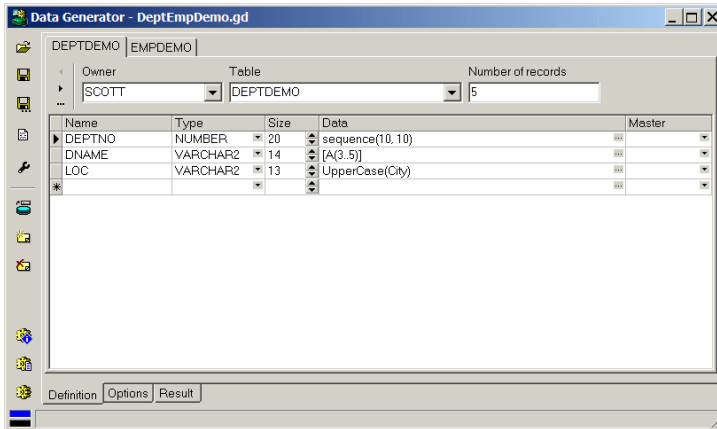 Data Generator - DeptEmpDemo.gd
DEPTDEMO EMPDEMO
Owner Table Number of records
SCOTT DEPTDEMO 5
Name Type Size Data Master
DEPTNO NUMBER 20 sequence(10, 10)
DNAME VARCHAR2 14 [A(3..5)]
LOC VARCHAR2 13 UpperCase(City)
Definition Options Result